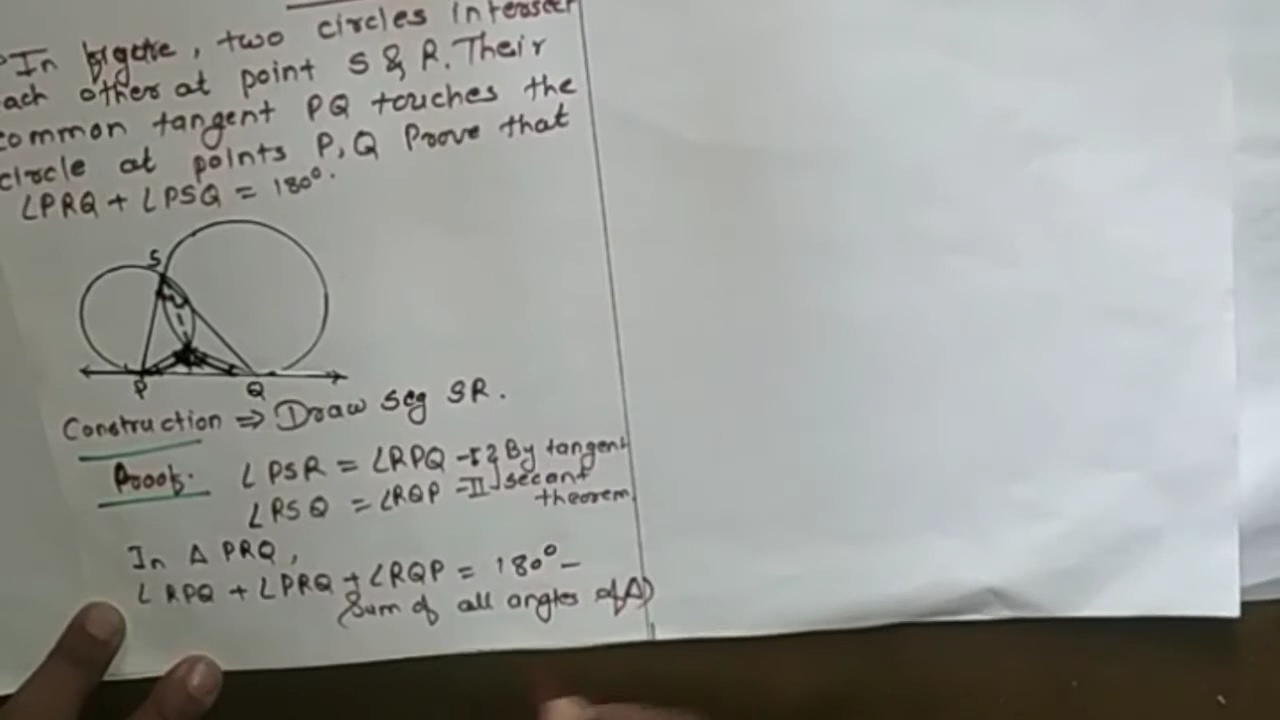 In figure, two circles intersect
ach other at point S & R. Their
common tangent PQ touches the
circle at points P, Q Prove that
∠PRQ + ∠PSQ = 180°.
S
P
Q
Construction ⇒ Draw seg SR.
Proof:
∠PSR = ∠RPQ -I } By tangent
∠RSQ = ∠RQP -II } secant
theorem
In Δ PRQ,
∠RPQ + ∠PRQ + ∠RQP = 180° -
(Sum of all angles of Δ)